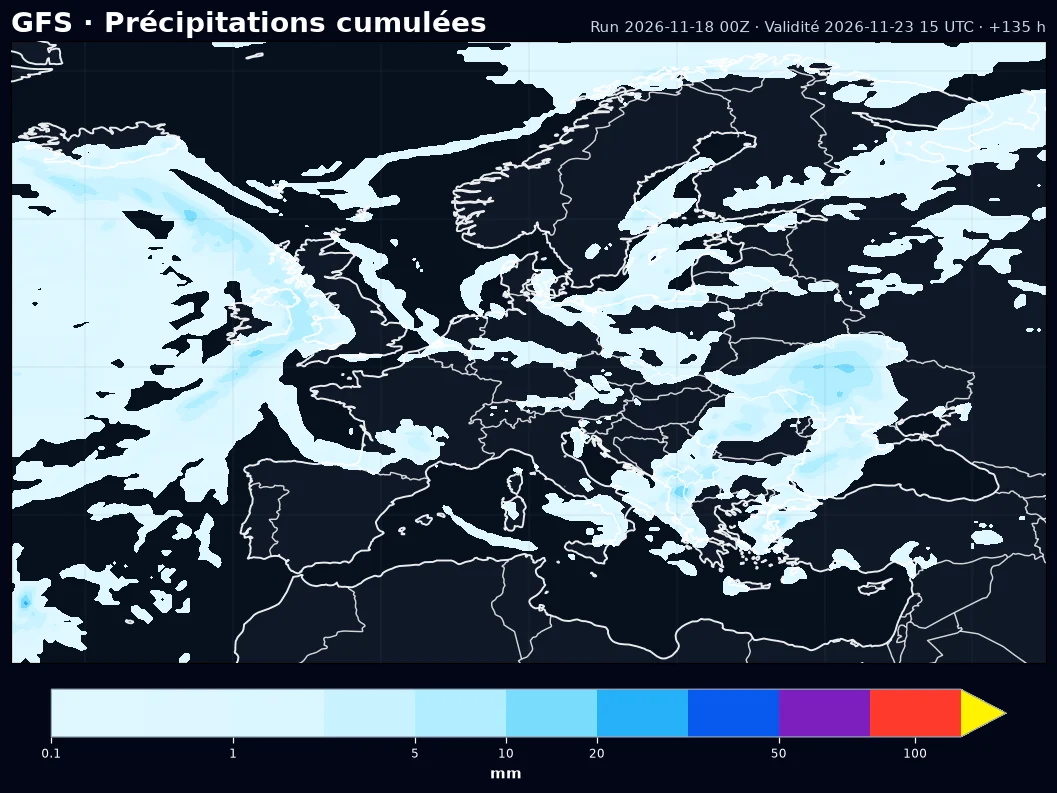 GFS · Précipitations cumulées
Run 2026-11-18 00Z · Validité 2026-11-23 15 UTC · +135 h
0.1 1 5 10 20 50 100
mm